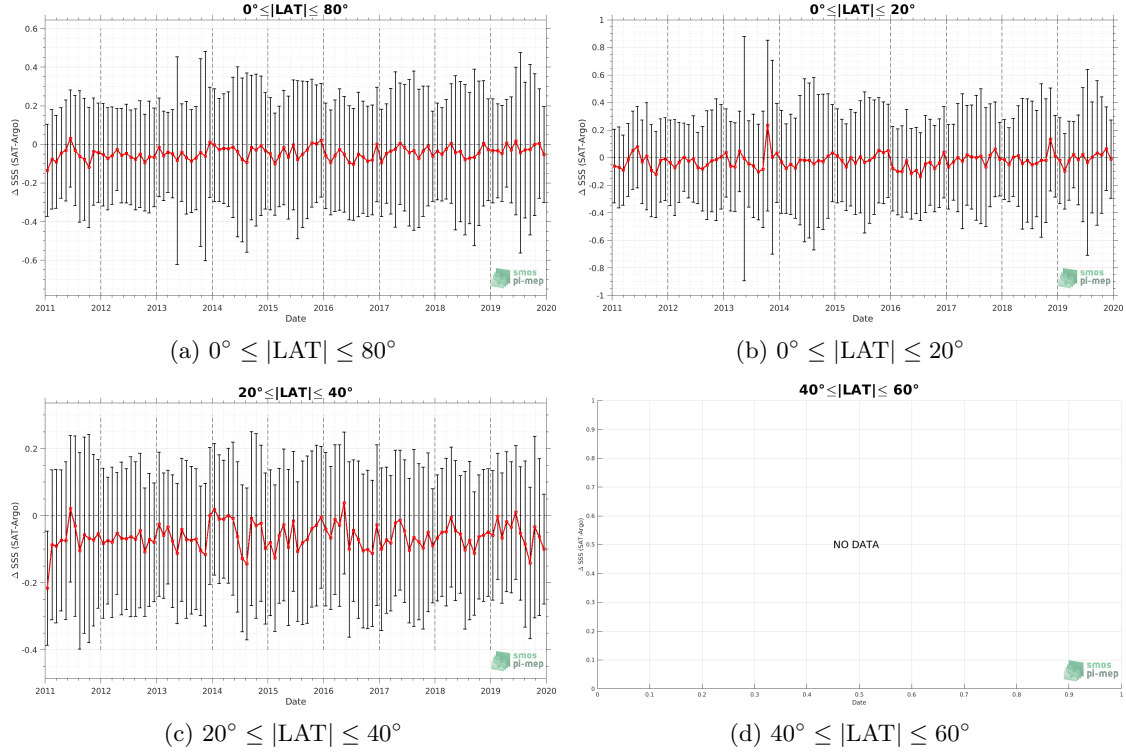 0°≤|LAT|≤ 80°
0.6
0.4
0.2
0
-0.2
-0.4
-0.6
Δ SSS (SAT-Argo)
2011 2012 2013 2014 2015 2016 2017 2018 2019 2020
Date
smos
pi-mep
(a) 0° ≤ |LAT| ≤ 80°
0°≤|LAT|≤ 20°
1
0.8
0.6
0.4
0.2
0
-0.2
-0.4
-0.6
-0.8
-1
Δ SSS (SAT-Argo)
2011 2012 2013 2014 2015 2016 2017 2018 2019 2020
Date
smos
pi-mep
(b) 0° ≤ |LAT| ≤ 20°
20°≤|LAT|≤ 40°
0.2
0
-0.2
-0.4
Δ SSS (SAT-Argo)
2011 2012 2013 2014 2015 2016 2017 2018 2019 2020
Date
smos
pi-mep
(c) 20° ≤ |LAT| ≤ 40°
40°≤|LAT|≤ 60°
1
0.9
0.8
0.7
0.6
0.5
0.4
0.3
0.2
0.1
0
Δ SSS (SAT-Argo)
NO DATA
0 0.1 0.2 0.3 0.4 0.5 0.6 0.7 0.8 0.9 1
Date
smos
pi-mep
(d) 40° ≤ |LAT| ≤ 60°